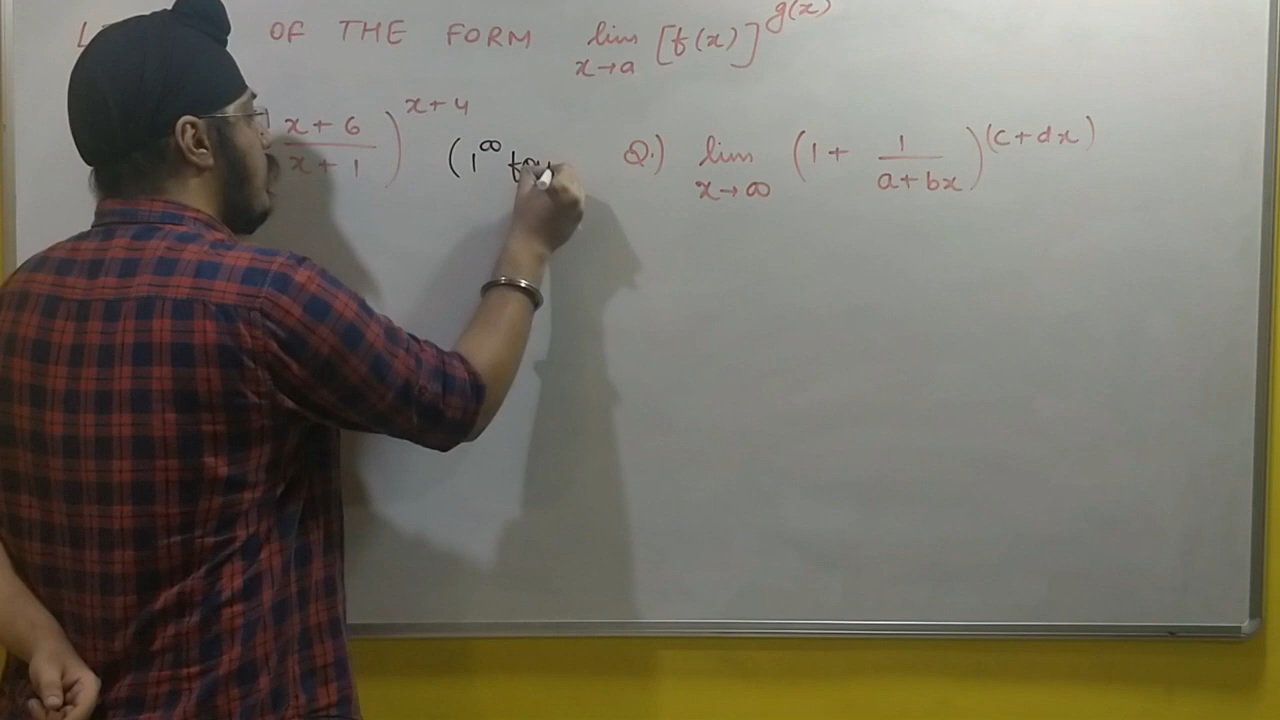 OF THE FORM lim [f(x)]^g(x)
x→a
(x+6 / x+1)^x+4 (1^∞
Q.) lim (1+ 1/(a+bx))^(c+dx)
x→∞